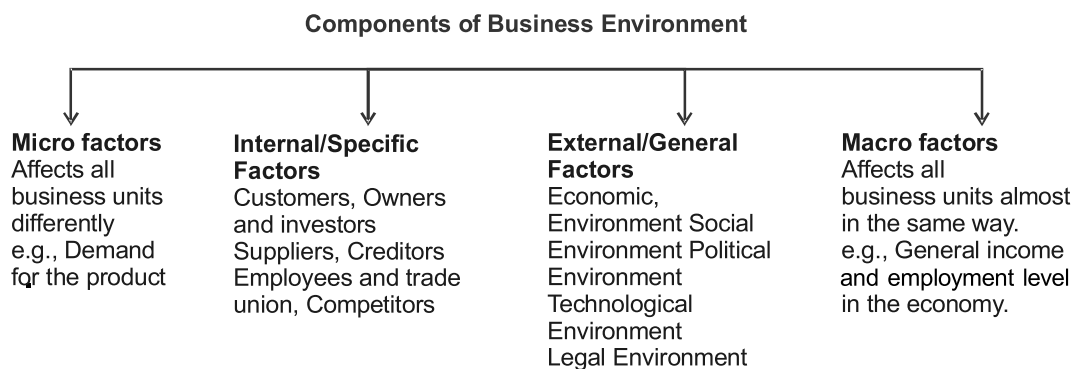 Components of Business Environment
Micro factors
Affects all
business units
differently
e.g., Demand
for the product
Internal/Specific
Factors
Customers, Owners
and investors
Suppliers, Creditors
Employees and trade
union, Competitors
External/General
Factors
Economic,
Environment Social
Environment Political
Environment
Technological
Environment
Legal Environment
Macro factors
Affects all
business units almost
in the same way.
e.g., General income
and employment level
in the economy.